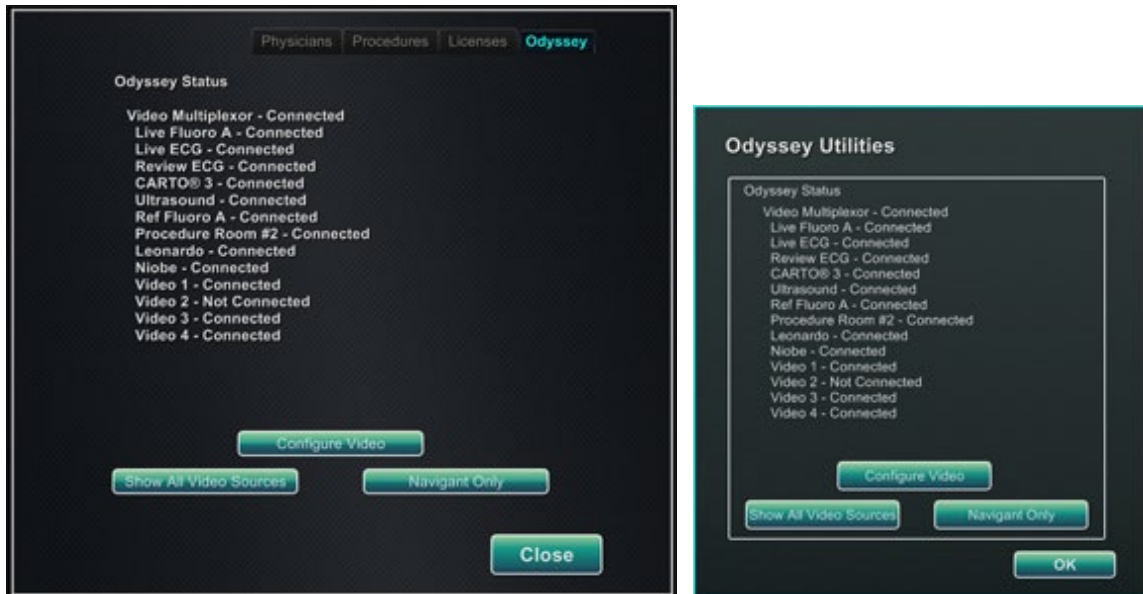 Physicians Procedures Licenses Odyssey
Odyssey Status
Video Multiplexor - Connected
Live Fluoro A - Connected
Live ECG - Connected
Review ECG - Connected
CARTO® 3 - Connected
Ultrasound - Connected
Ref Fluoro A - Connected
Procedure Room #2 - Connected
Leonardo - Connected
Niobe - Connected
Video 1 - Connected
Video 2 - Not Connected
Video 3 - Connected
Video 4 - Connected
Configure Video
Show All Video Sources Navigant Only
Close
Odyssey Utilities
Odyssey Status
Video Multiplexor - Connected
Live Fluoro A - Connected
Live ECG - Connected
Review ECG - Connected
CARTO® 3 - Connected
Ultrasound - Connected
Ref Fluoro A - Connected
Procedure Room #2 - Connected
Leonardo - Connected
Niobe - Connected
Video 1 - Connected
Video 2 - Not Connected
Video 3 - Connected
Video 4 - Connected
Configure Video
Show All Video Sources Navigant Only
OK